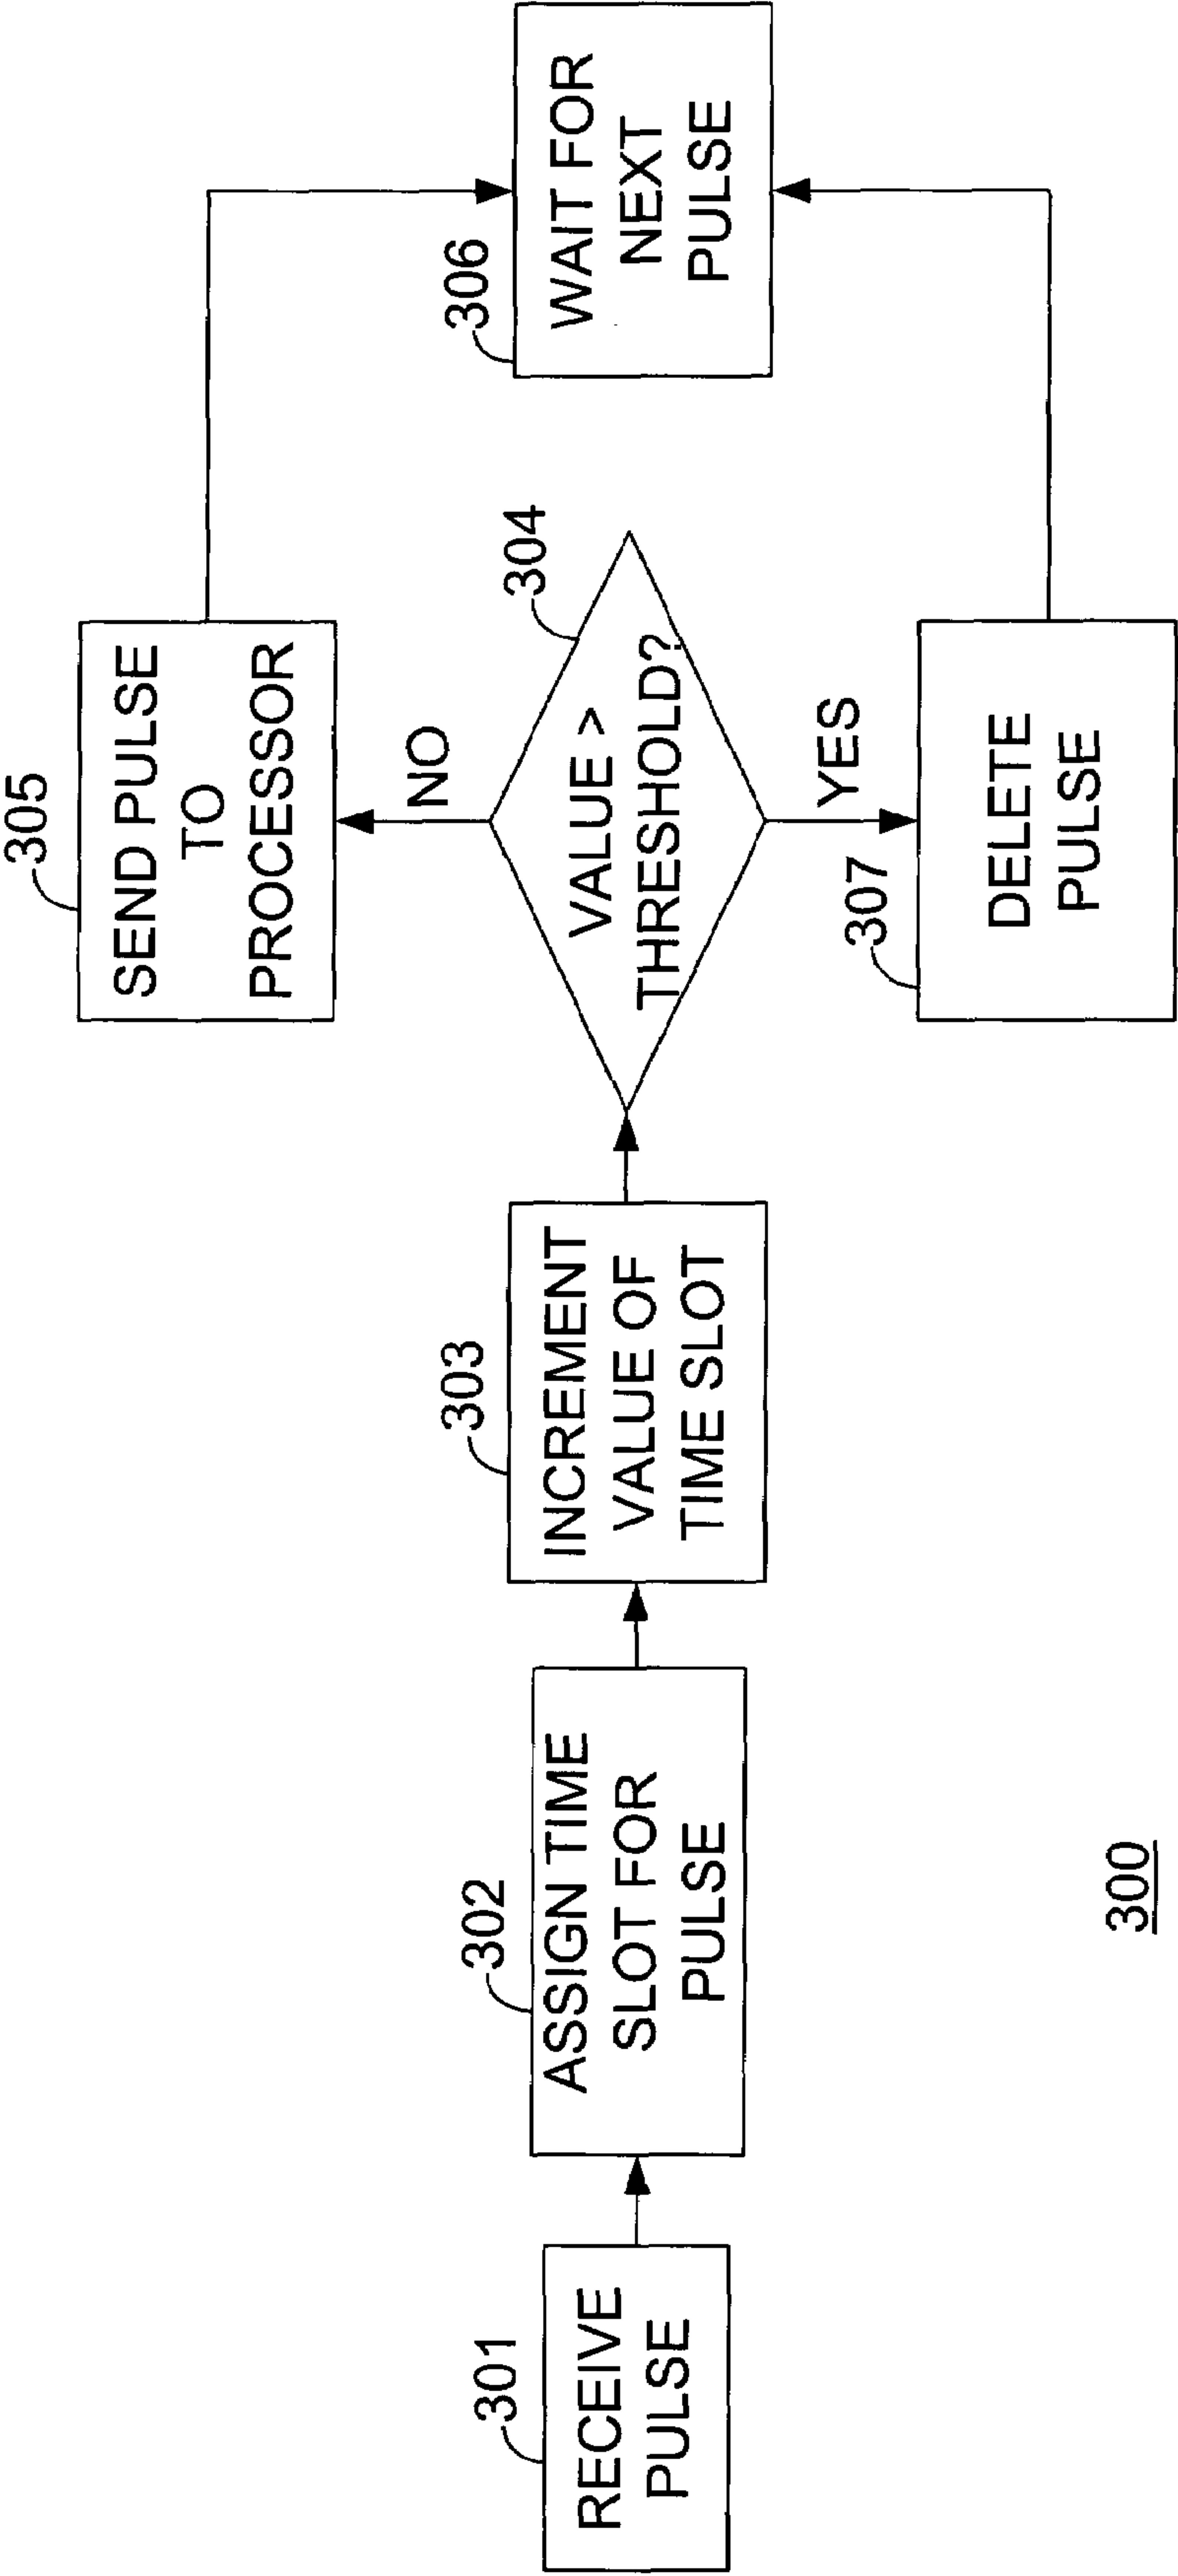 301
RECEIVE
PULSE
302
ASSIGN TIME
SLOT FOR
PULSE
303
INCREMENT
VALUE OF
TIME SLOT
304
VALUE >
THRESHOLD?
NO
305
SEND PULSE
TO
PROCESSOR
YES
307
DELETE
PULSE
306
WAIT FOR
NEXT
PULSE
300